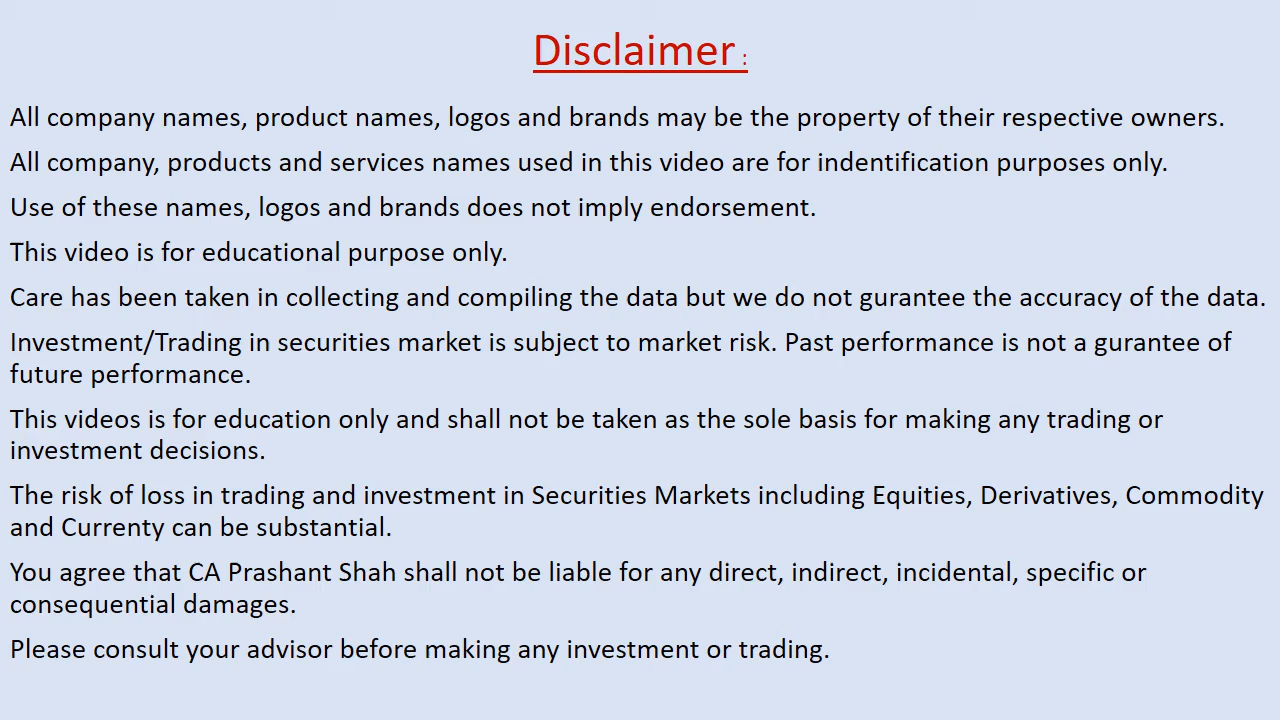 Disclaimer :
All company names, product names, logos and brands may be the property of their respective owners.
All company, products and services names used in this video are for indentification purposes only.
Use of these names, logos and brands does not imply endorsement.
This video is for educational purpose only.
Care has been taken in collecting and compiling the data but we do not gurantee the accuracy of the data.
Investment/Trading in securities market is subject to market risk. Past performance is not a gurantee of
future performance.
This videos is for education only and shall not be taken as the sole basis for making any trading or
investment decisions.
The risk of loss in trading and investment in Securities Markets including Equities, Derivatives, Commodity
and Currenty can be substantial.
You agree that CA Prashant Shah shall not be liable for any direct, indirect, incidental, specific or
consequential damages.
Please consult your advisor before making any investment or trading.